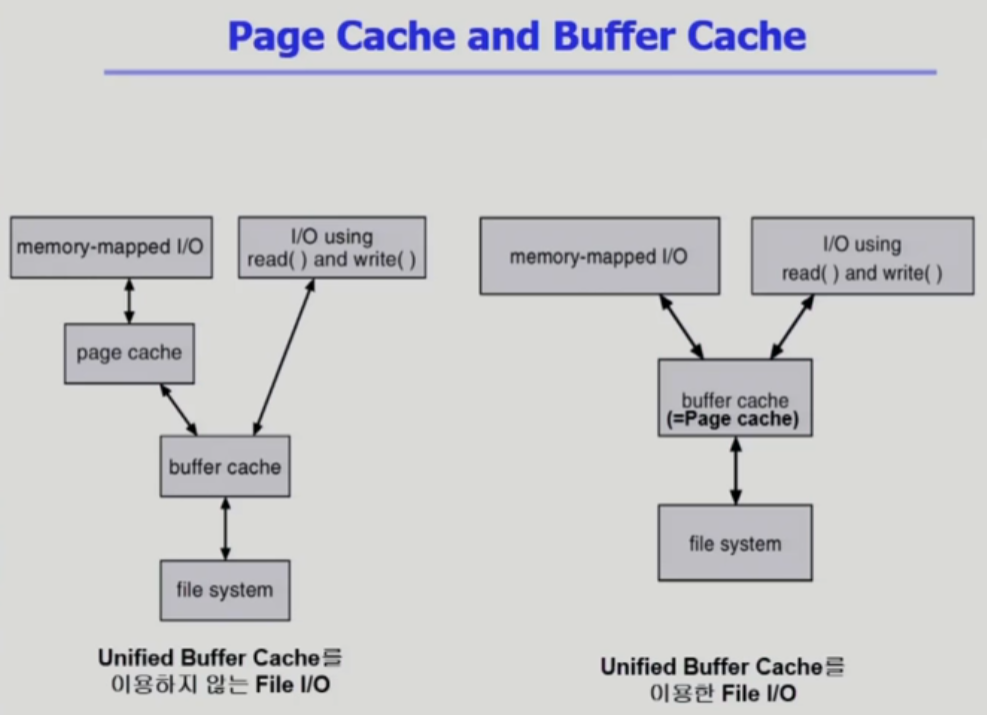 Page Cache and Buffer Cache
memory-mapped I/O
I/O using
read( ) and write( )
page cache
buffer cache
file system
Unified Buffer Cache를
이용하지 않는 File I/O
memory-mapped I/O
I/O using
read( ) and write( )
buffer cache
(=Page cache)
file system
Unified Buffer Cache를
이용한 File I/O